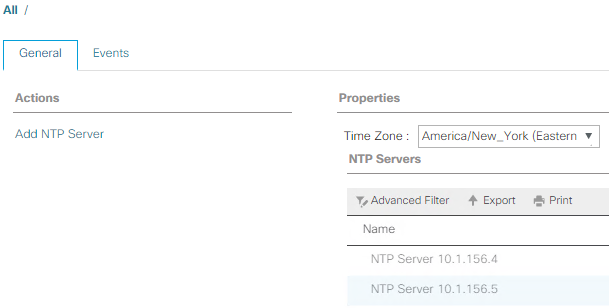 All /
General Events
Actions
Add NTP Server
Properties
Time Zone : America/New_York (Eastern
NTP Servers
Advanced Filter Export Print
Name
NTP Server 10.1.156.4
NTP Server 10.1.156.5